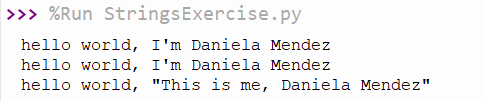 >>> %Run StringsExercise.py
hello world, I'm Daniela Mendez
hello world, I'm Daniela Mendez
hello world, "This is me, Daniela Mendez"